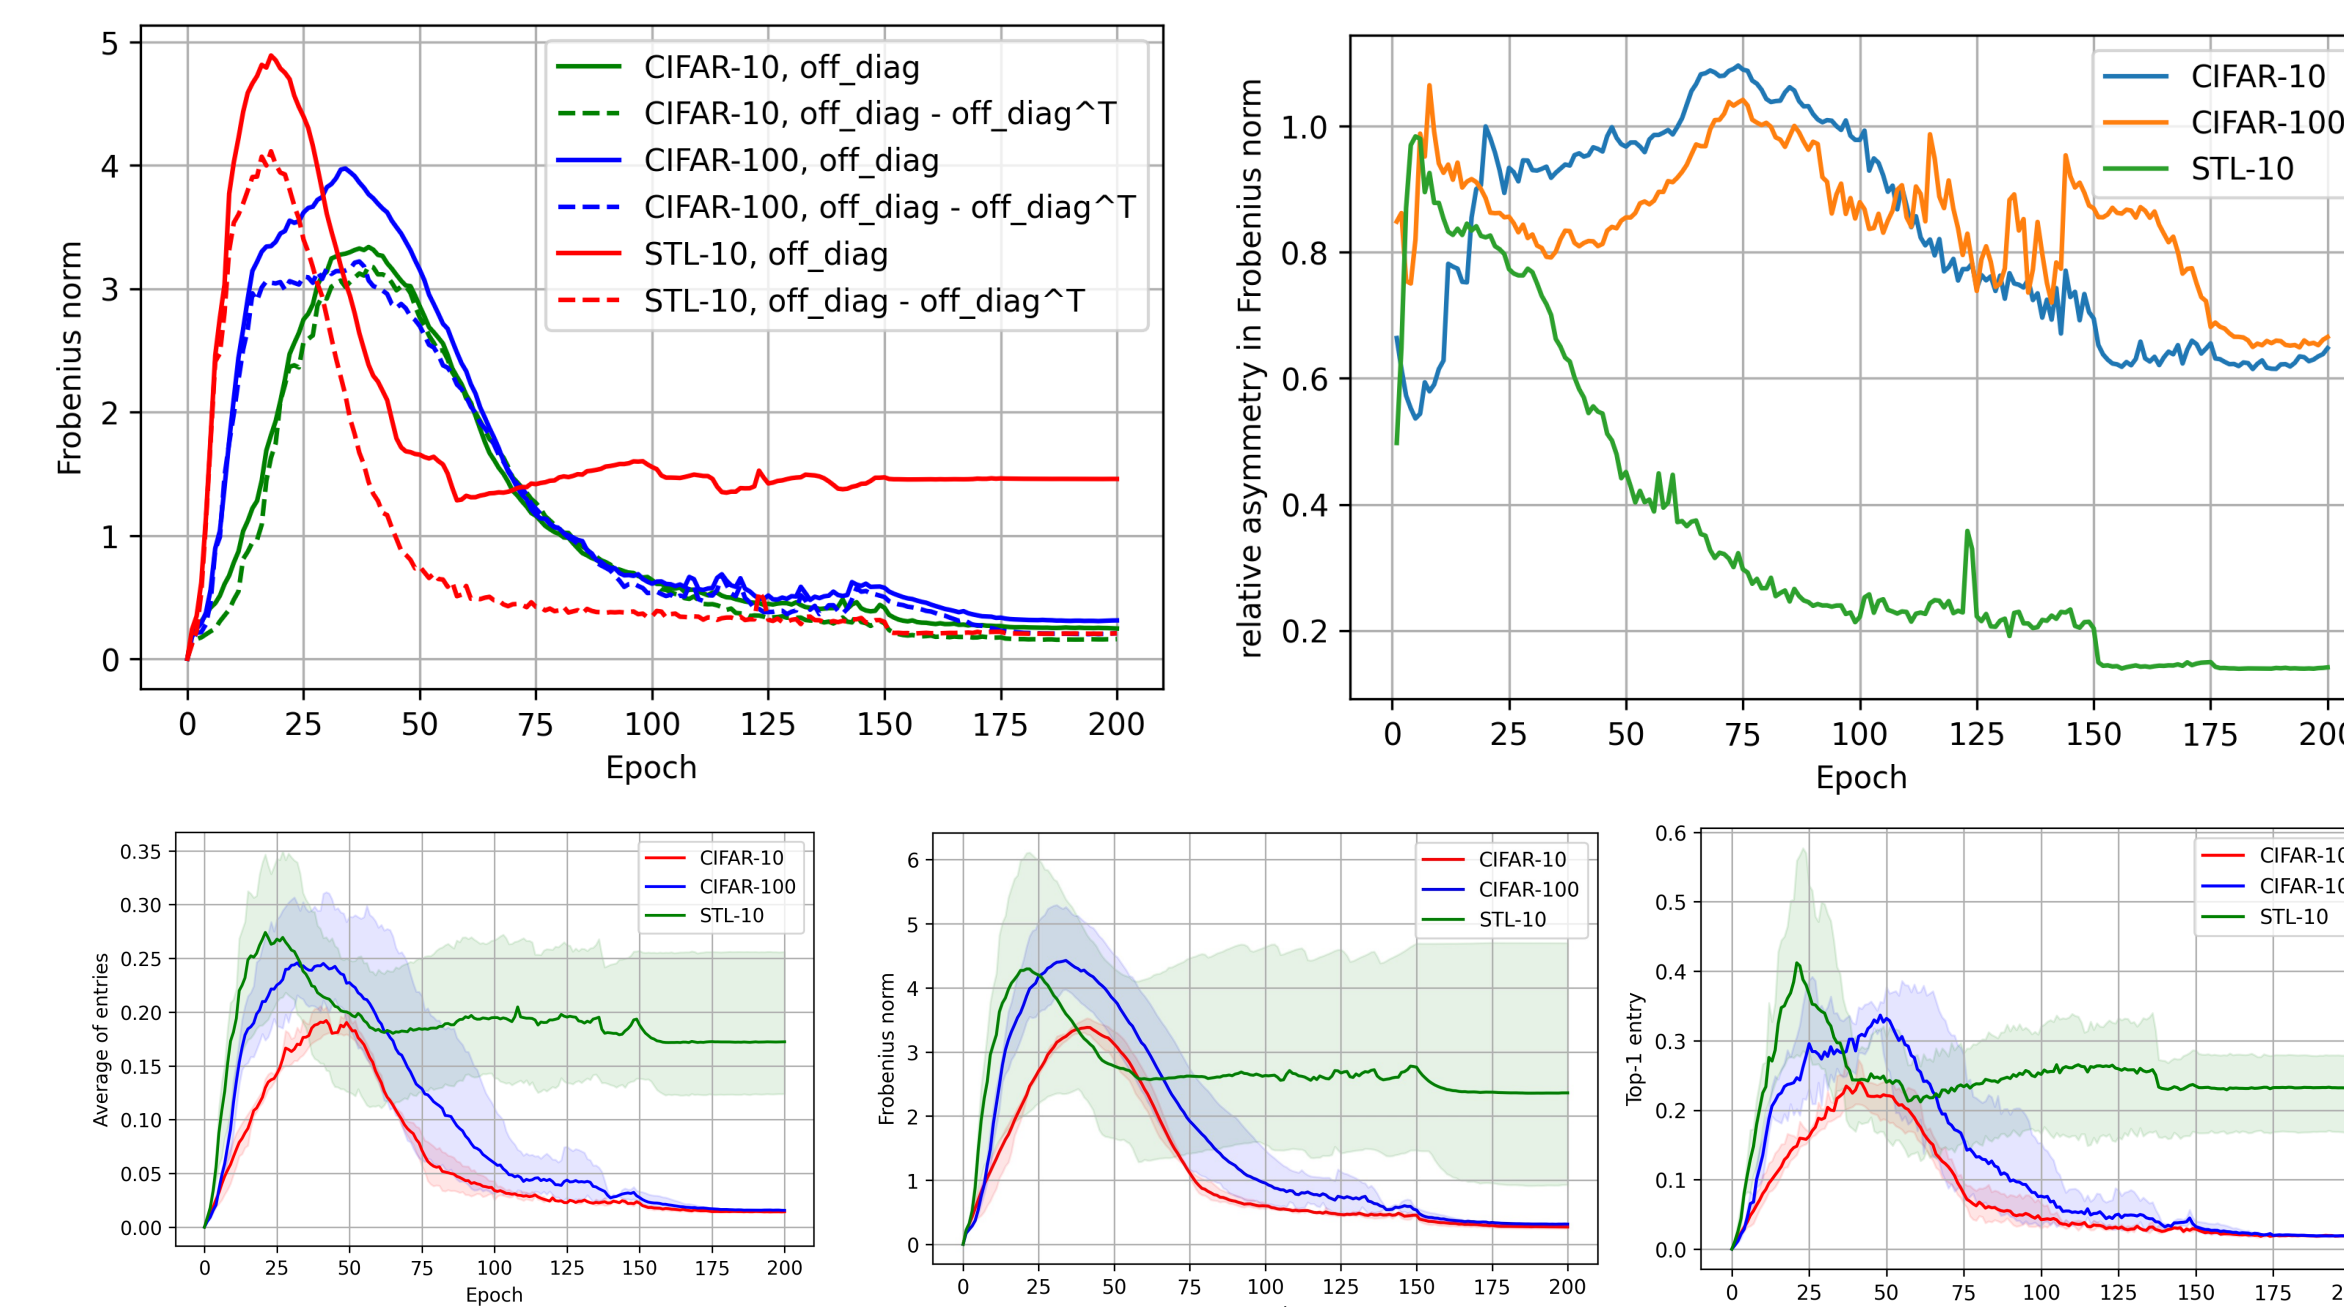 5
4
3
2
1
0
Frobenius norm
CIFAR-10, off_diag
CIFAR-10, off_diag - off_diag^T
CIFAR-100, off_diag
CIFAR-100, off_diag - off_diag^T
STL-10, off_diag
STL-10, off_diag - off_diag^T
0 25 50 75 100 125 150 175 200
Epoch
1.0
0.8
0.6
0.4
0.2
relative asymmetry in Frobenius norm
CIFAR-10
CIFAR-100
STL-10
0 25 50 75 100 125 150 175 200
Epoch
0.35
0.30
0.25
0.20
0.15
0.10
0.05
0.00
Average of entries
CIFAR-10
CIFAR-100
STL-10
0 25 50 75 100 125 150 175 200
Epoch
6
5
4
3
2
1
0
Frobenius norm
CIFAR-10
CIFAR-100
STL-10
0 25 50 75 100 125 150 175 200
0.6
0.5
0.4
0.3
0.2
0.1
0.0
Top-1 entry
CIFAR-10
CIFAR-10
STL-10
0 25 50 75 100 125 150 175 2